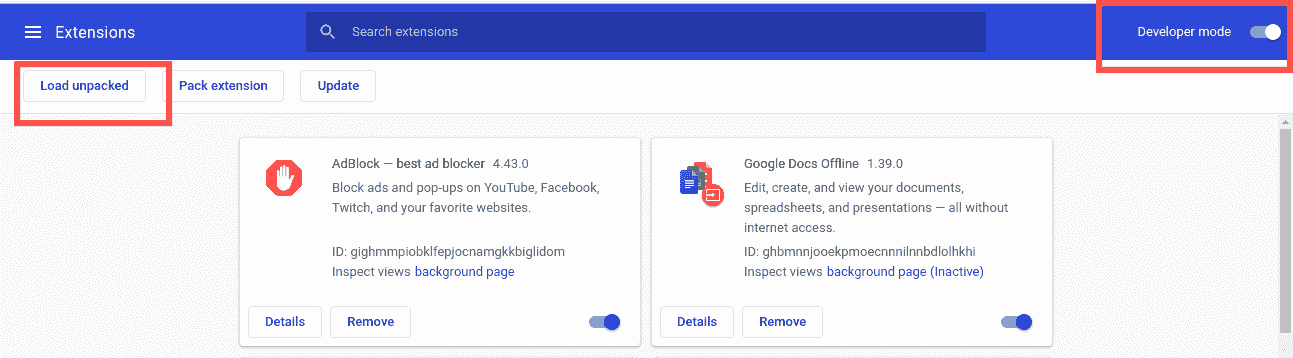 Extensions
Search extensions
Developer mode
Load unpacked
Pack extension
Update
AdBlock — best ad blocker 4.43.0
Block ads and pop-ups on YouTube, Facebook,
Twitch, and your favorite websites.
ID: gighmmpiobklfepjocnamgkkbiglidom
Inspect views background page
Details
Remove
Google Docs Offline 1.39.0
Edit, create, and view your documents,
spreadsheets, and presentations — all without
internet access.
ID: ghbmnnjooekpmoecnnnilnnbdlolhkhi
Inspect views background page (Inactive)
Details
Remove